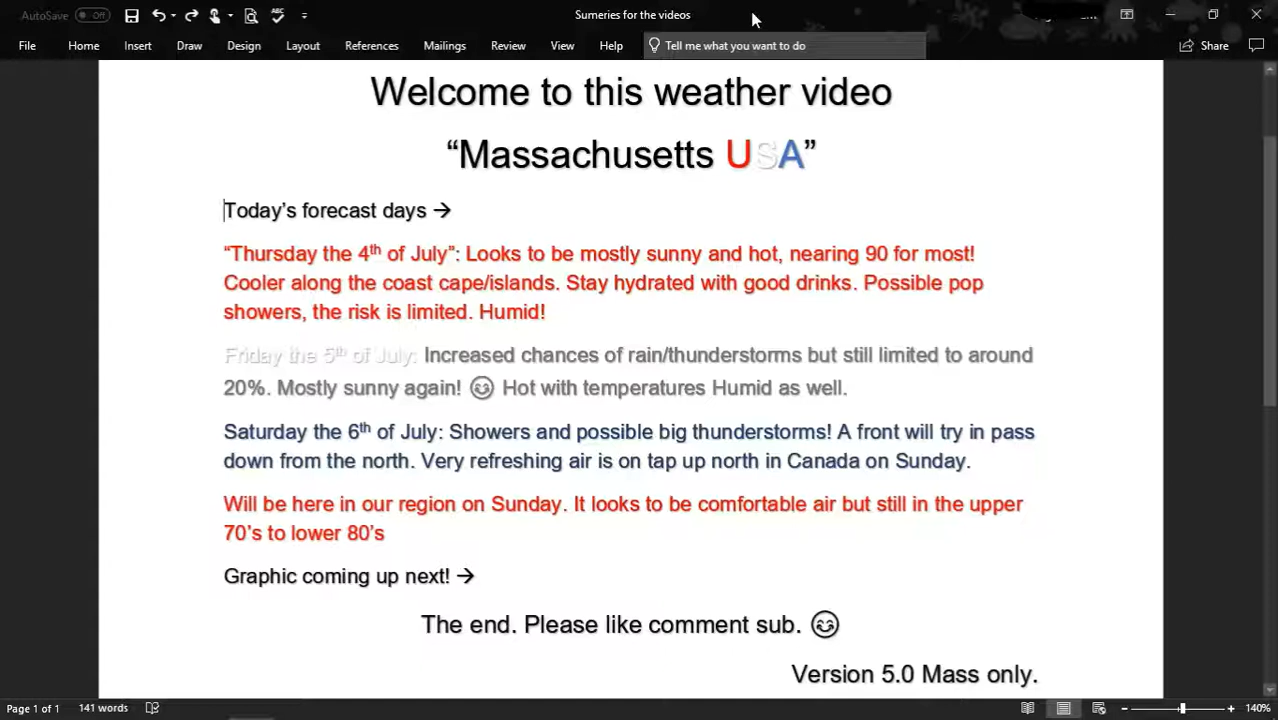 AutoSave Off
Sumeries for the videos
File Home Insert Draw Design Layout References Mailings Review View Help Tell me what you want to do Share
Welcome to this weather video
“Massachusetts USA”
Today’s forecast days →
“Thursday the 4th of July”: Looks to be mostly sunny and hot, nearing 90 for most!
Cooler along the coast cape/islands. Stay hydrated with good drinks. Possible pop
showers, the risk is limited. Humid!
Friday the 5th of July: Increased chances of rain/thunderstorms but still limited to around
20%. Mostly sunny again! 😊 Hot with temperatures Humid as well.
Saturday the 6th of July: Showers and possible big thunderstorms! A front will try in pass
down from the north. Very refreshing air is on tap up north in Canada on Sunday.
Will be here in our region on Sunday. It looks to be comfortable air but still in the upper
70’s to lower 80’s
Graphic coming up next! →
The end. Please like comment sub. 😊
Version 5.0 Mass only.
Page 1 of 1 141 words 140%